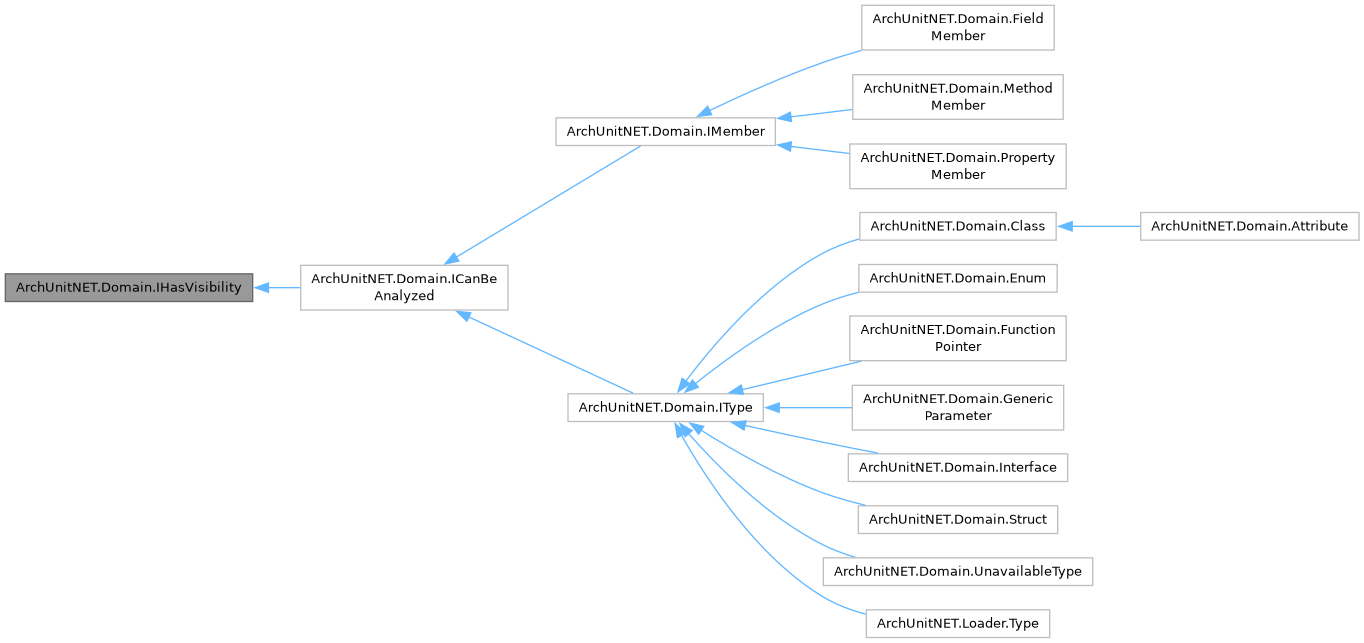 ArchUnitNET.Domain.IHasVisibility
ArchUnitNET.Domain.ICanBe
Analyzed
ArchUnitNET.Domain.IMember
ArchUnitNET.Domain.Field
Member
ArchUnitNET.Domain.Method
Member
ArchUnitNET.Domain.Property
Member
ArchUnitNET.Domain.IType
ArchUnitNET.Domain.Class
ArchUnitNET.Domain.Attribute
ArchUnitNET.Domain.Enum
ArchUnitNET.Domain.Function
Pointer
ArchUnitNET.Domain.Generic
Parameter
ArchUnitNET.Domain.Interface
ArchUnitNET.Domain.Struct
ArchUnitNET.Domain.UnavailableType
ArchUnitNET.Loader.Type